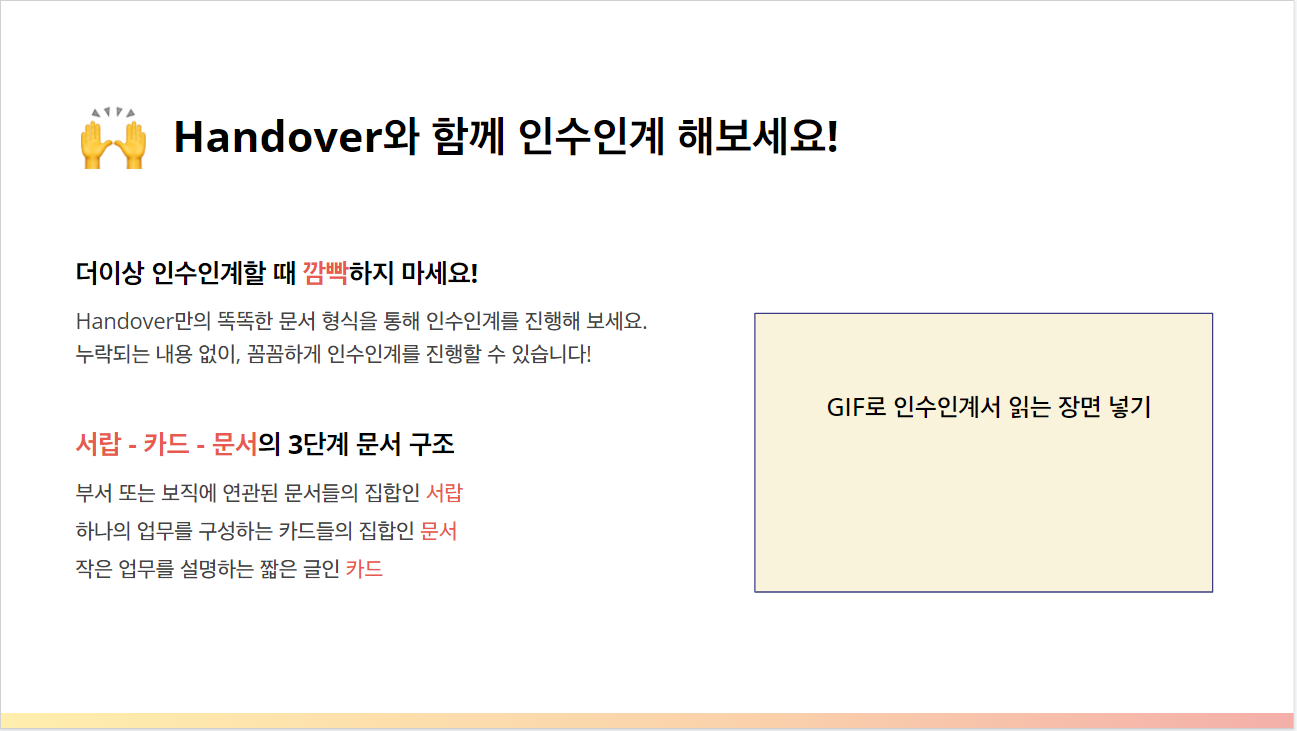 Handover와 함께 인수인계 해보세요!
더이상 인수인계할 때 깜빡하지 마세요!
Handover만의 똑똑한 문서 형식을 통해 인수인계를 진행해 보세요.
누락되는 내용 없이, 꼼꼼하게 인수인계를 진행할 수 있습니다!
서랍 - 카드 - 문서의 3단계 문서 구조
부서 또는 보직에 연관된 문서들의 집합인 서랍
하나의 업무를 구성하는 카드들의 집합인 문서
작은 업무를 설명하는 짧은 글인 카드
GIF로 인수인계서 읽는 장면 넣기